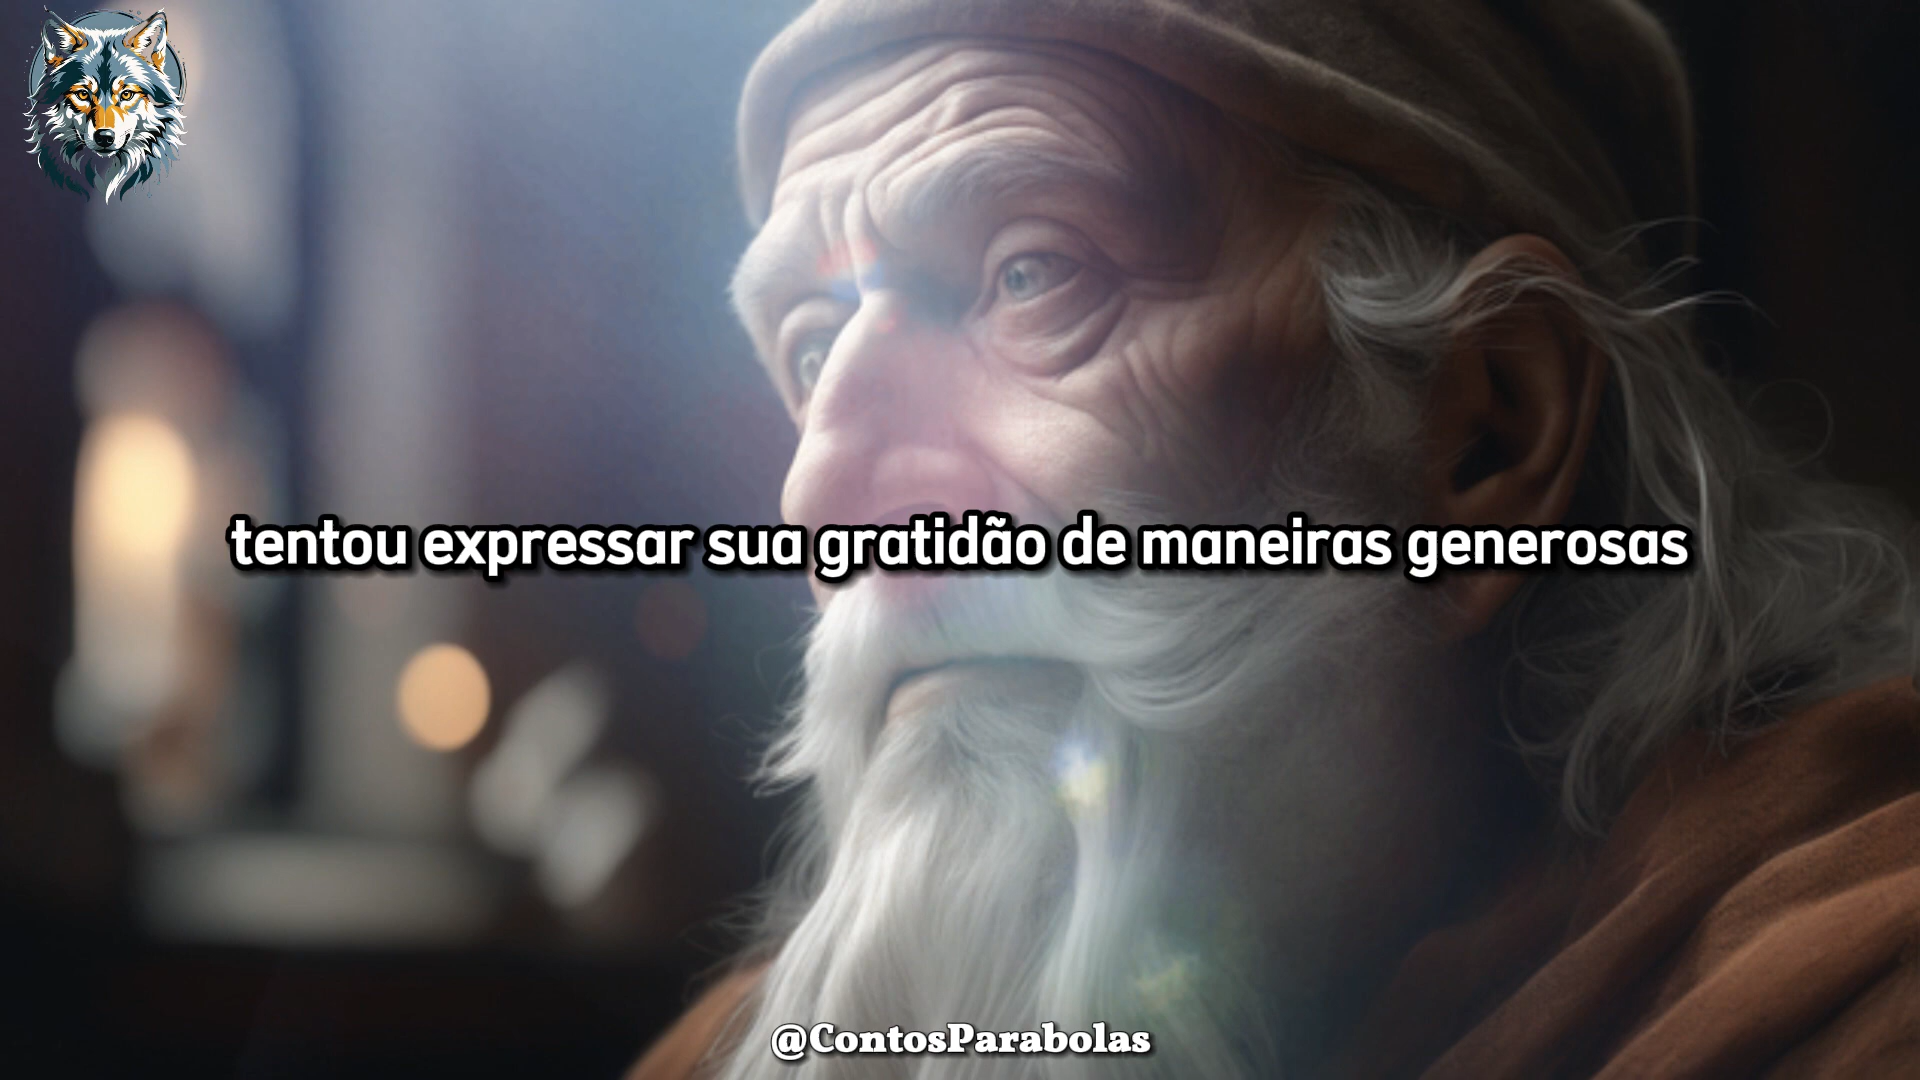 tentou expressar sua gratidão de maneiras generosas
@ContosParabolas